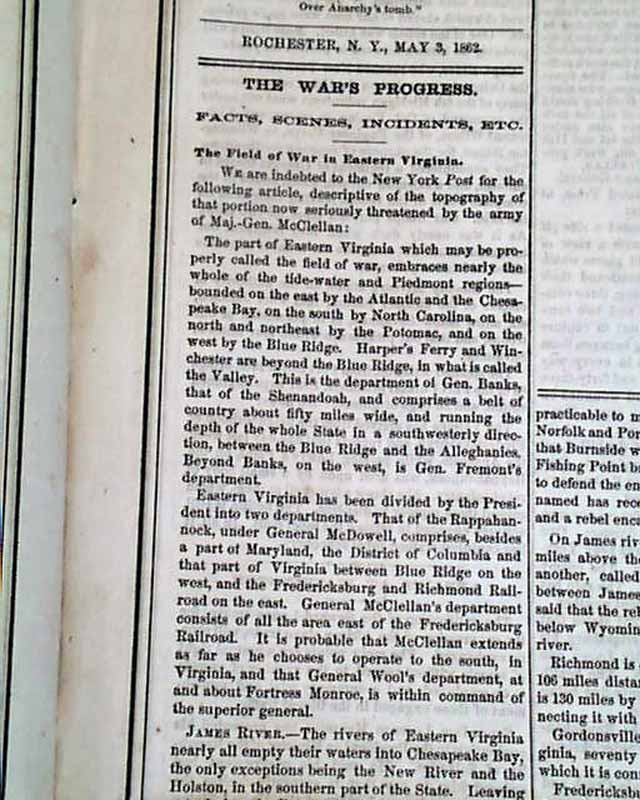 Over Anarchy's tomb."
ROCHESTER, N. Y., MAY 3, 1862.
THE WAR'S PROGRESS.
FACTS, SCENES, INCIDENTS, ETC.
The Field of War in Eastern Virginia.
WE are indebted to the New York Post for the
following article, descriptive of the topography of
that portion now seriously threatened by the army
of Maj.-Gen. McClellan:
The part of Eastern Virginia which may be pro-
perly called the field of war, embraces nearly the
whole of the tide-water and Piedmont regions—
bounded on the east by the Atlantic and the Chesa-
peake Bay, on the south by North Carolina, on the
north and northeast by the Potomac, and on the
west by the Blue Ridge. Harper's Ferry and Win-
chester are beyond the Blue Ridge, in what is called
the Valley. This is the department of Gen. Banks,
that of the Shenandoah, and comprises a belt of
country about fifty miles wide, and running the
depth of the whole State in a southwesterly direc-
tion, between the Blue Ridge and the Alleghanies.
Beyond Banks, on the west, is Gen. Fremont's
department.
Eastern Virginia has been divided by the Presi-
dent into two departments. That of the Rappahan-
nock, under General McDowell, comprises, besides
a part of Maryland, the District of Columbia and
that part of Virginia between Blue Ridge on the
west, and the Fredericksburg and Richmond Rail-
road on the east. General McClellan's department
consists of all the area east of the Fredericksburg
Railroad. It is probable that McClellan extends
as far as he chooses to operate to the south, in
Virginia, and that General Wool's department, at
and about Fortress Monroe, is within command of
the superior general.
JAMES RIVER.—The rivers of Eastern Virginia
nearly all empty their waters into Chesapeake Bay,
the only exceptions being the New River and the
Holston, in the southern part of the State. Leaving
practicable to
Norfolk and
that Burnside
Fishing Point
to defend the
named has
and a rebel
On James
miles above the
another, called
between James
said that the
below
river.
Richmond is
106 miles
is 130 miles by
necting it with
Gordonsville
ginia, seventy
which it is